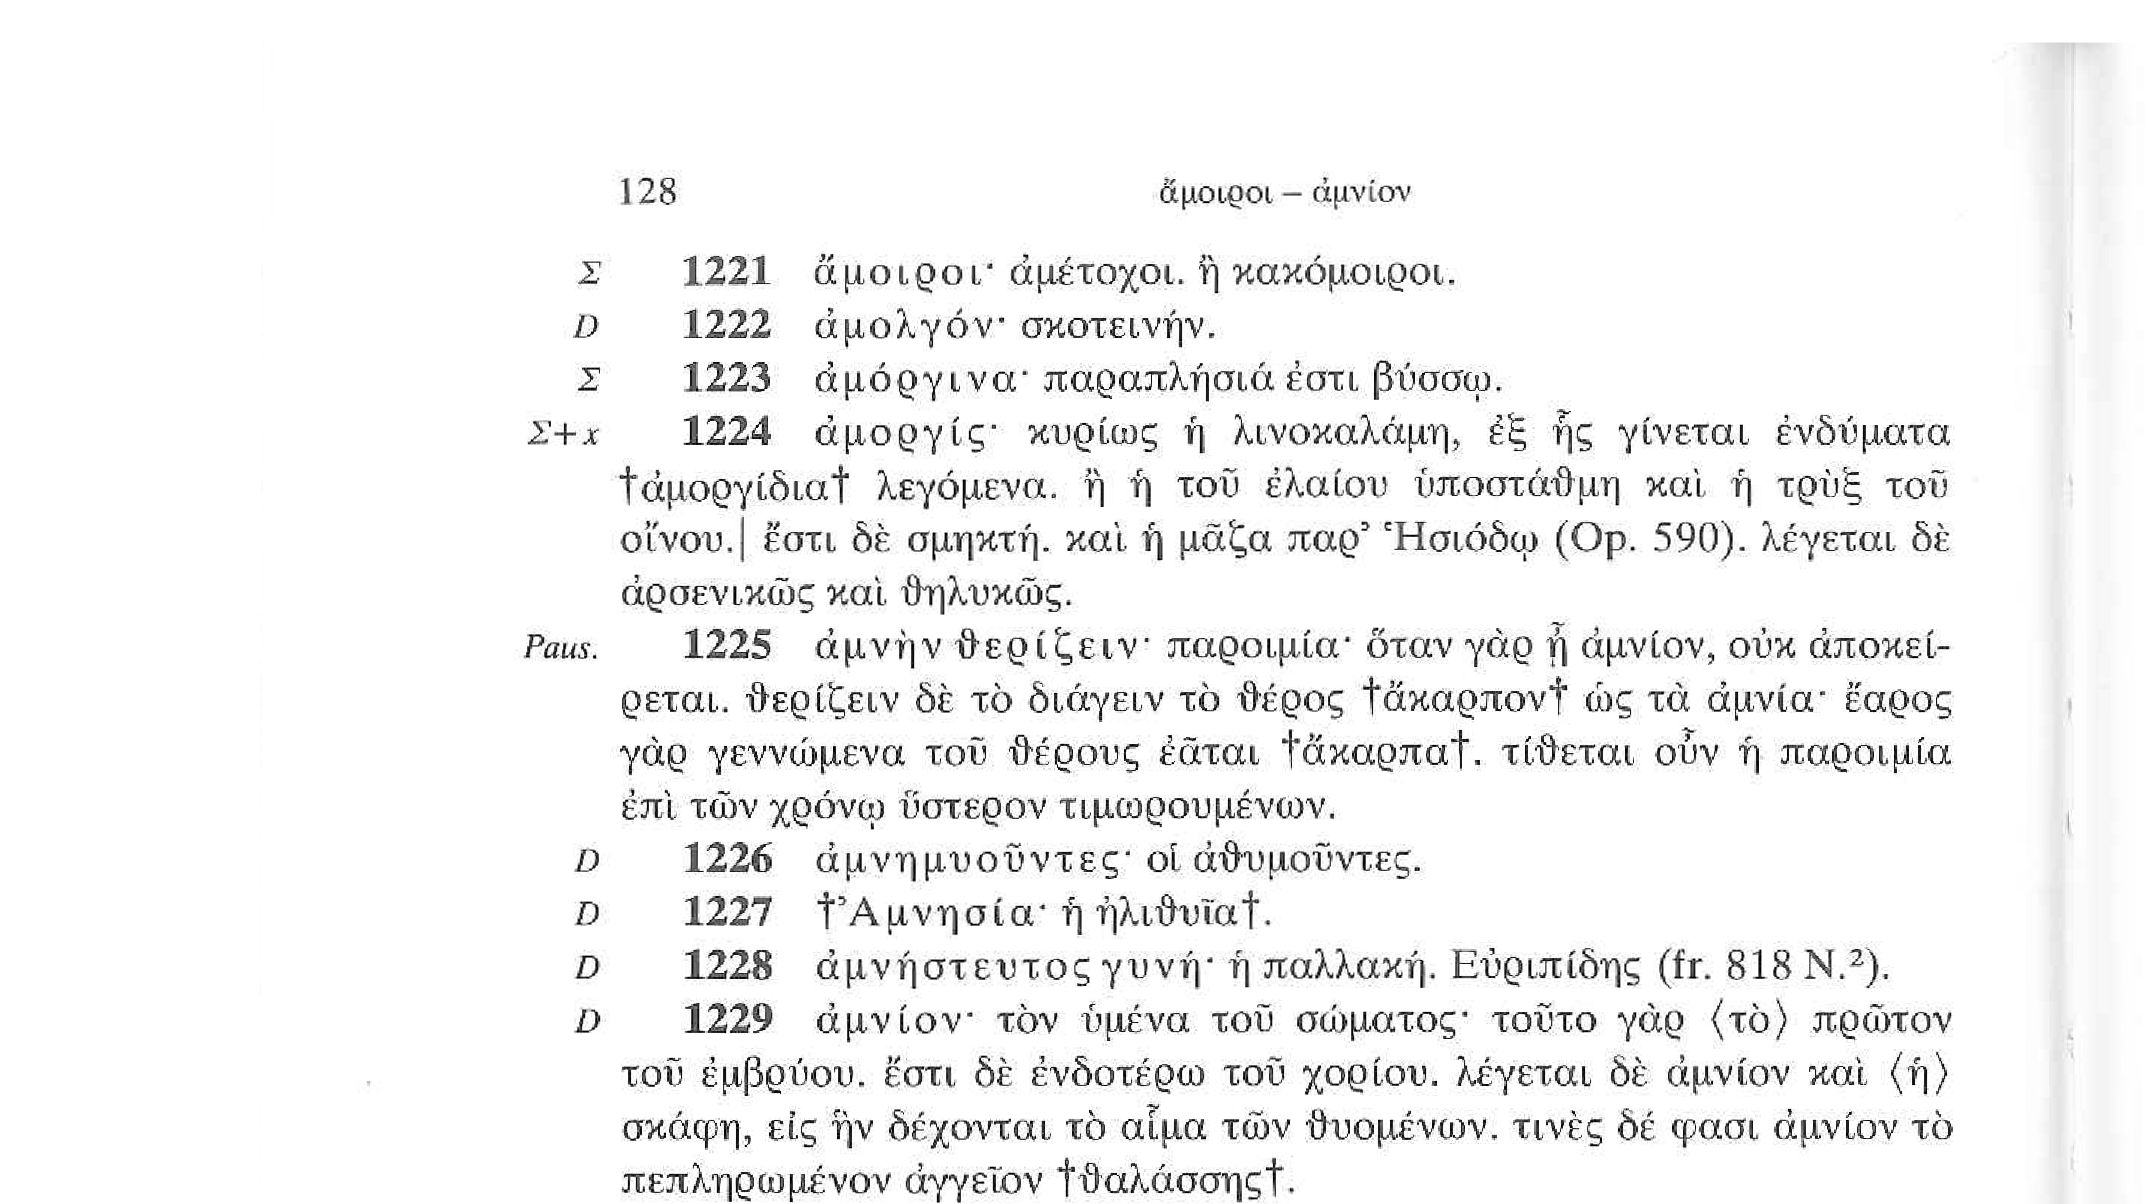 128 ἄμοιροι – ἀμνίον
Σ 1221 ἄμοιροι· ἀμέτοχοι. ἢ κακόμοιροι.
D 1222 ἀμολγόν· σκοτεινήν.
Σ 1223 ἀμόργινα· παραπλήσιά ἐστι βύσσῳ.
Σ+x 1224 ἀμοργίς· κυρίως ἡ λινοκαλάμη, ἐξ ἧς γίνεται ἐνδύματα
†ἀμοργίδια† λεγόμενα. ἢ ἡ τοῦ ἐλαίου ὑποστάθμη καὶ ἡ τρὺξ τοῦ
οἴνου.| ἔστι δὲ σμηκτή. καὶ ἡ μᾶζα παρ’ Ἡσιόδῳ (Op. 590). λέγεται δὲ
ἀρσενικῶς καὶ θηλυκῶς.
Paus. 1225 ἀμνὴν θερίζειν· παροιμία· ὅταν γὰρ ᾖ ἀμνίον, οὐκ ἀποκεί-
ρεται. θερίζειν δὲ τὸ διάγειν τὸ θέρος †ἄκαρπον† ὡς τὰ ἀμνία· ἔαρος
γὰρ γεννώμενα τοῦ θέρους ἐᾶται †ἄκαρπα†. τίθεται οὖν ἡ παροιμία
ἐπὶ τῶν χρόνῳ ὕστερον τιμωρουμένων.
D 1226 ἀμνημυοῦντες· οἱ ἀθυμοῦντες.
D 1227 †Ἀμνησία· ἡ ἠλιθυῖα†.
D 1228 ἀμνήστευτος γυνή· ἡ παλλακή. Εὐριπίδης (fr. 818 N.²).
D 1229 ἀμνίον· τὸν ὑμένα τοῦ σώματος· τοῦτο γὰρ ⟨τὸ⟩ πρῶτον
τοῦ ἐμβρύου. ἔστι δὲ ἐνδοτέρω τοῦ χορίου. λέγεται δὲ ἀμνίον καὶ ⟨ἡ⟩
σκάφη, εἰς ἣν δέχονται τὸ αἷμα τῶν θυομένων. τινὲς δέ φασι ἀμνίον τὸ
πεπληρωμένον ἀγγεῖον †θαλάσσης†.